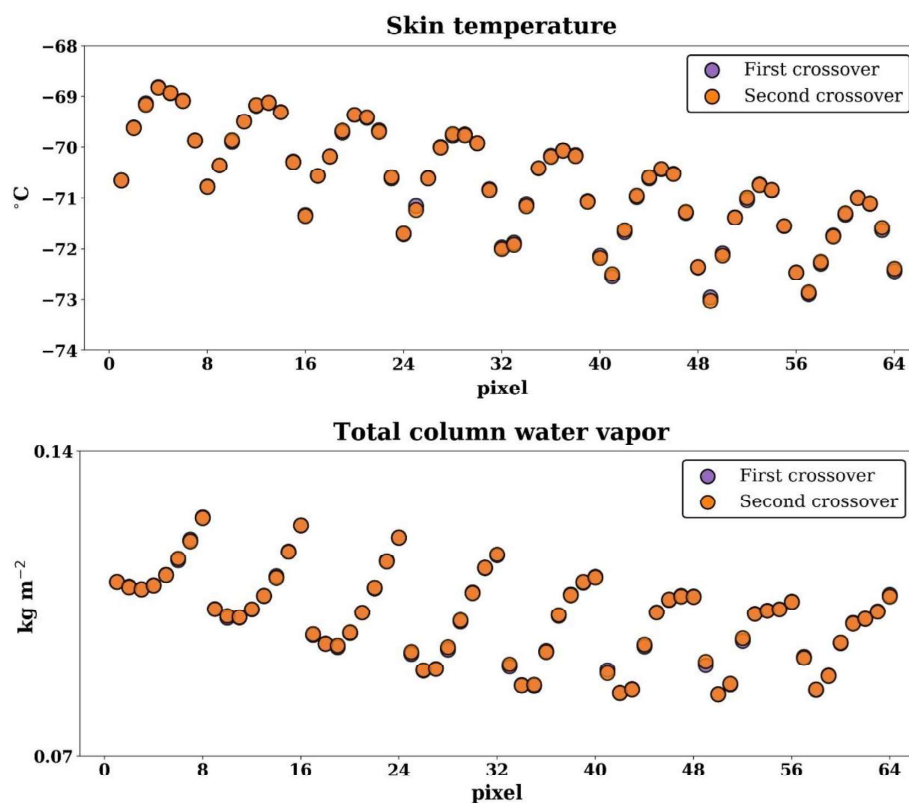 Skin temperature
−68
−69
−70
−71
−72
−73
−74
°C
First crossover
Second crossover
0 8 16 24 32 40 48 56 64
pixel
Total column water vapor
0.14
0.07
kg m⁻²
First crossover
Second crossover
0 8 16 24 32 40 48 56 64
pixel